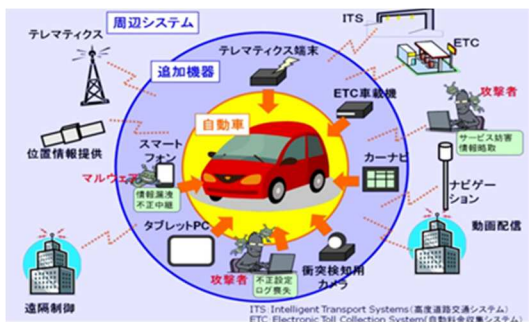 周辺システム
ITS
テレマティクス
テレマティクス端末
ETC
追加機器
ETC車載機
攻撃者
自動車
サービス妨害
情報略取
位置情報提供
スマート
フォン
カーナビ
マルウェア
情報漏洩
不正中継
ナビゲー
ション
タブレットPC
動画配信
攻撃者
不正設定
ログ喪失
衝突検知用
カメラ
遠隔制御
ITS: Intelligent Transport Systems(高度道路交通システム)
ETC: Electronic Toll Collection System(自動料金収集システム)